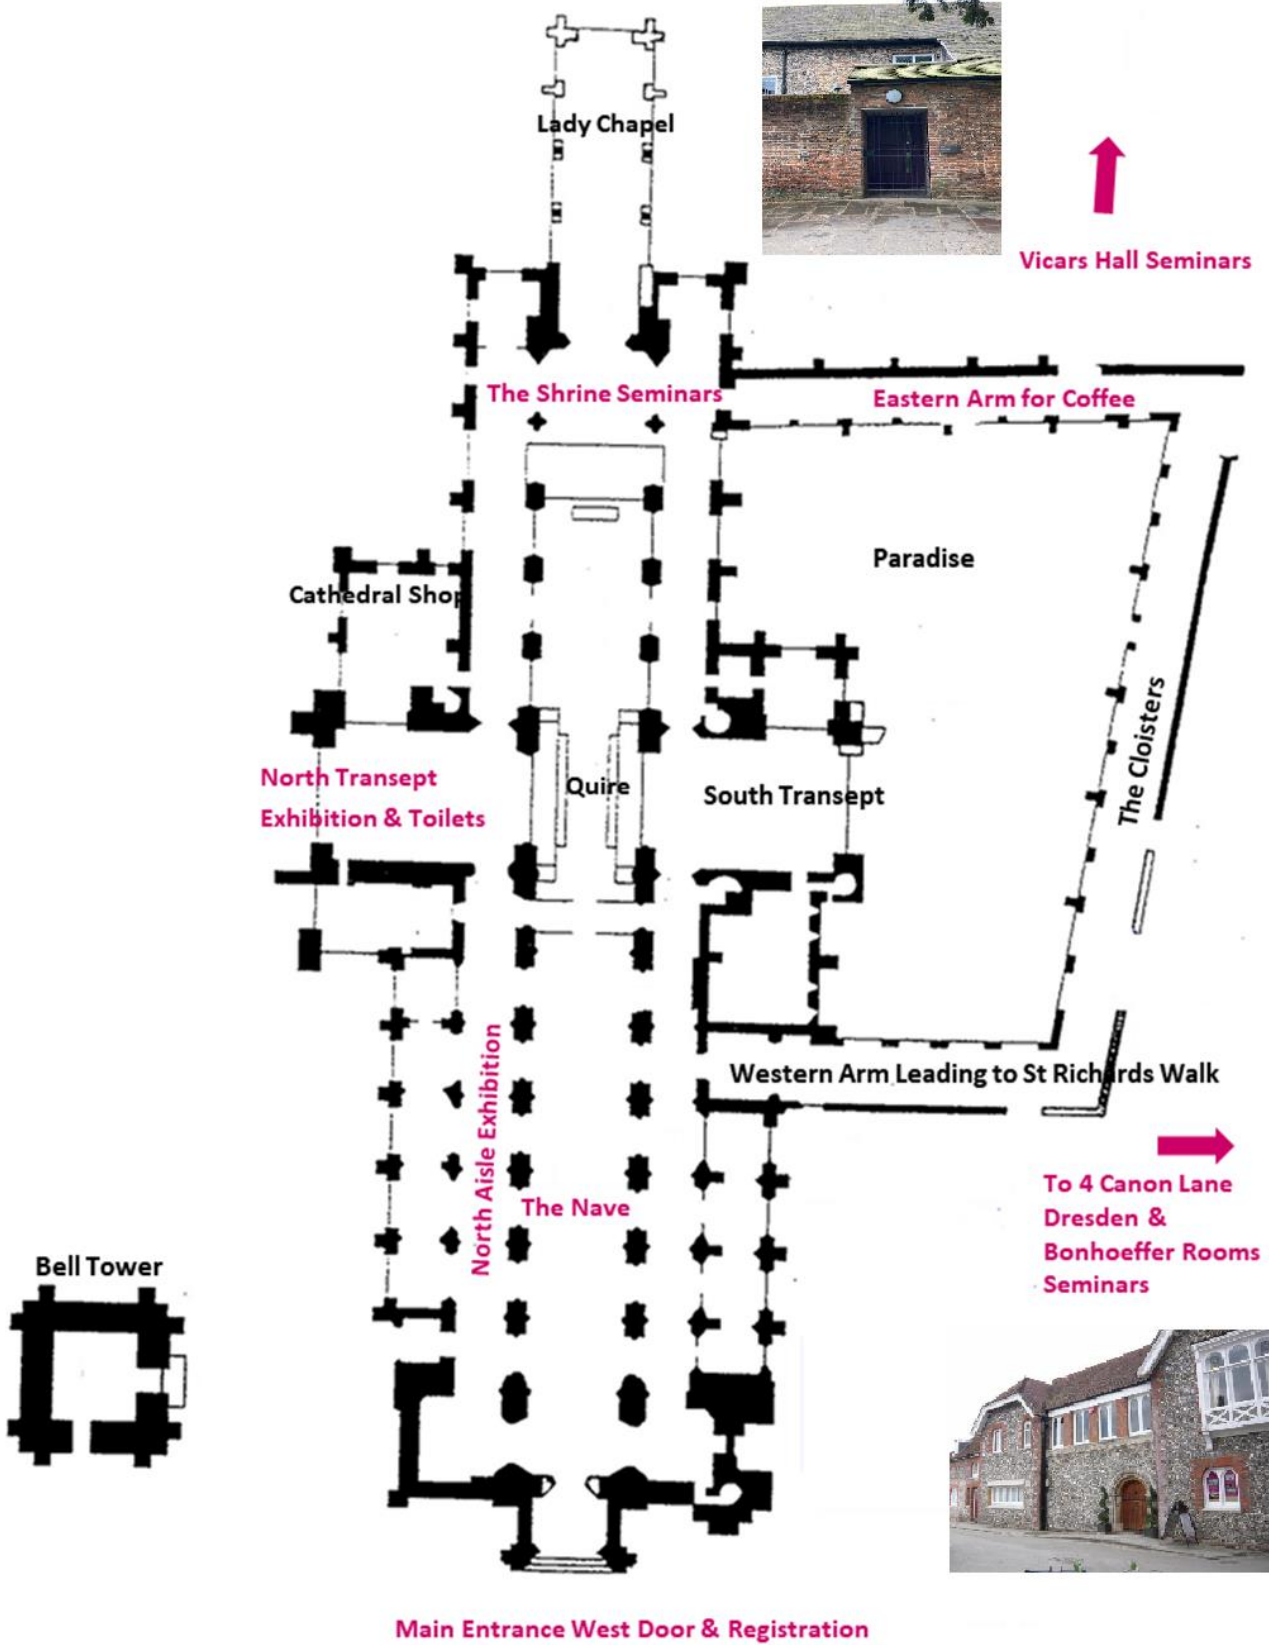 Lady Chapel
Vicars Hall Seminars
The Shrine Seminars
Eastern Arm for Coffee
Paradise
Cathedral Shop
The Cloisters
North Transept
Exhibition & Toilets
Quire
South Transept
North Aisle Exhibition
Western Arm Leading to St Richards Walk
The Nave
To 4 Canon Lane
Dresden &
Bonhoeffer Rooms
Seminars
Bell Tower
Main Entrance West Door & Registration